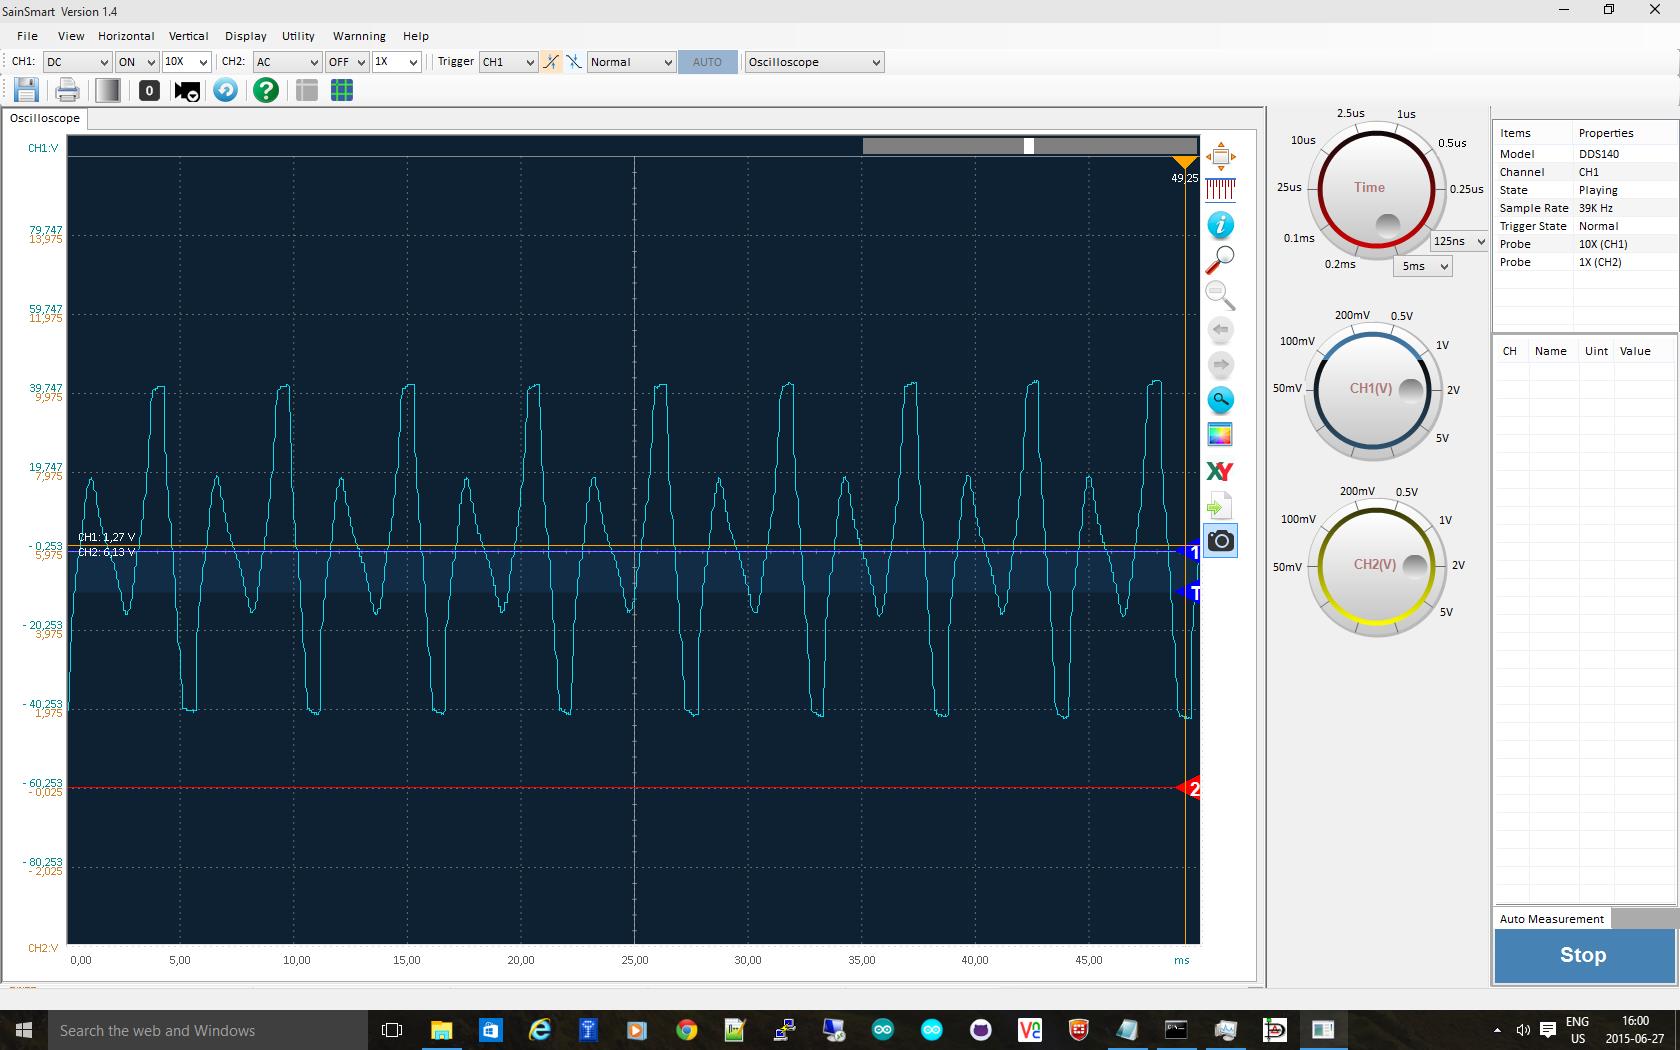 SainSmart Version 1.4
File View Horizontal Vertical Display Utility Warnning Help
CH1: DC ON 10X CH2: AC OFF 1X Trigger CH1 Normal AUTO Oscilloscope
0
Oscilloscope
CH1:V
49,25
79,747
13,975
59,747
11,975
39,747
9,975
19,747
7,975
CH1: 1,27 V
- 0,253
CH2: 6,13 V
5,975
1
T
- 20,253
3,975
- 40,253
1,975
- 60,253
- 0,025
2
- 80,253
- 2,025
CH2:V
0,00 5,00 10,00 15,00 20,00 25,00 30,00 35,00 40,00 45,00 ms
XY
2.5us 1us
10us 0.5us
25us Time 0.25us
0.1ms 125ns
0.2ms 5ms
200mV 0.5V
100mV 1V
50mV CH1(V) 2V
5V
200mV 0.5V
100mV 1V
50mV CH2(V) 2V
5V
Items Properties
Model DDS140
Channel CH1
State Playing
Sample Rate 39K Hz
Trigger State Normal
Probe 10X (CH1)
Probe 1X (CH2)
CH Name Uint Value
Auto Measurement
Stop
Search the web and Windows
ENG
US
16:00
2015-06-27